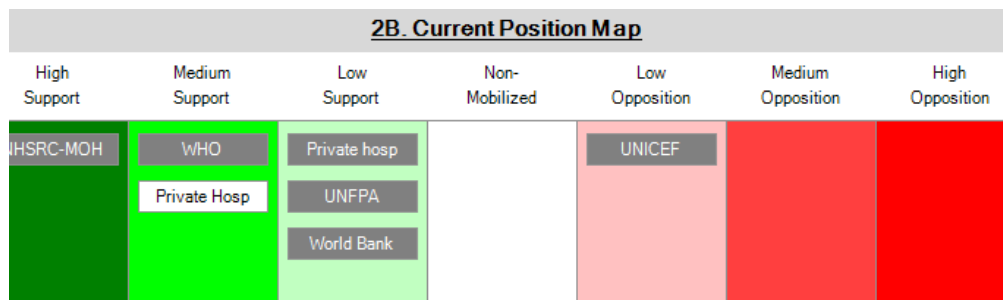 2B. Current Position Map
High Medium Low Non- Low Medium High
Support Support Support Mobilized Opposition Opposition Opposition
NHSRC-MOH WHO Private hosp UNICEF
Private Hosp UNFPA
World Bank